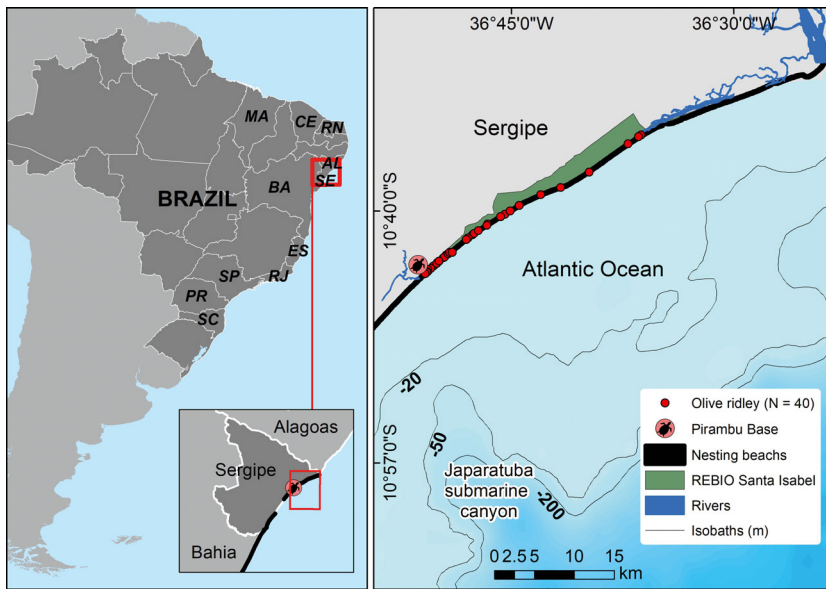 MA
CE
RN
AL
SE
BA
BRAZIL
ES
SP
RJ
PR
SC
Alagoas
Sergipe
Bahia
36°45'0"W
36°30'0"W
Sergipe
10°40'0"S
Atlantic Ocean
-20
-50
10°57'0"S
Japaratuba
submarine
canyon
-200
Olive ridley (N = 40)
Pirambu Base
Nesting beachs
REBIO Santa Isabel
Rivers
Isobaths (m)
0 2.5 5 10 15
km